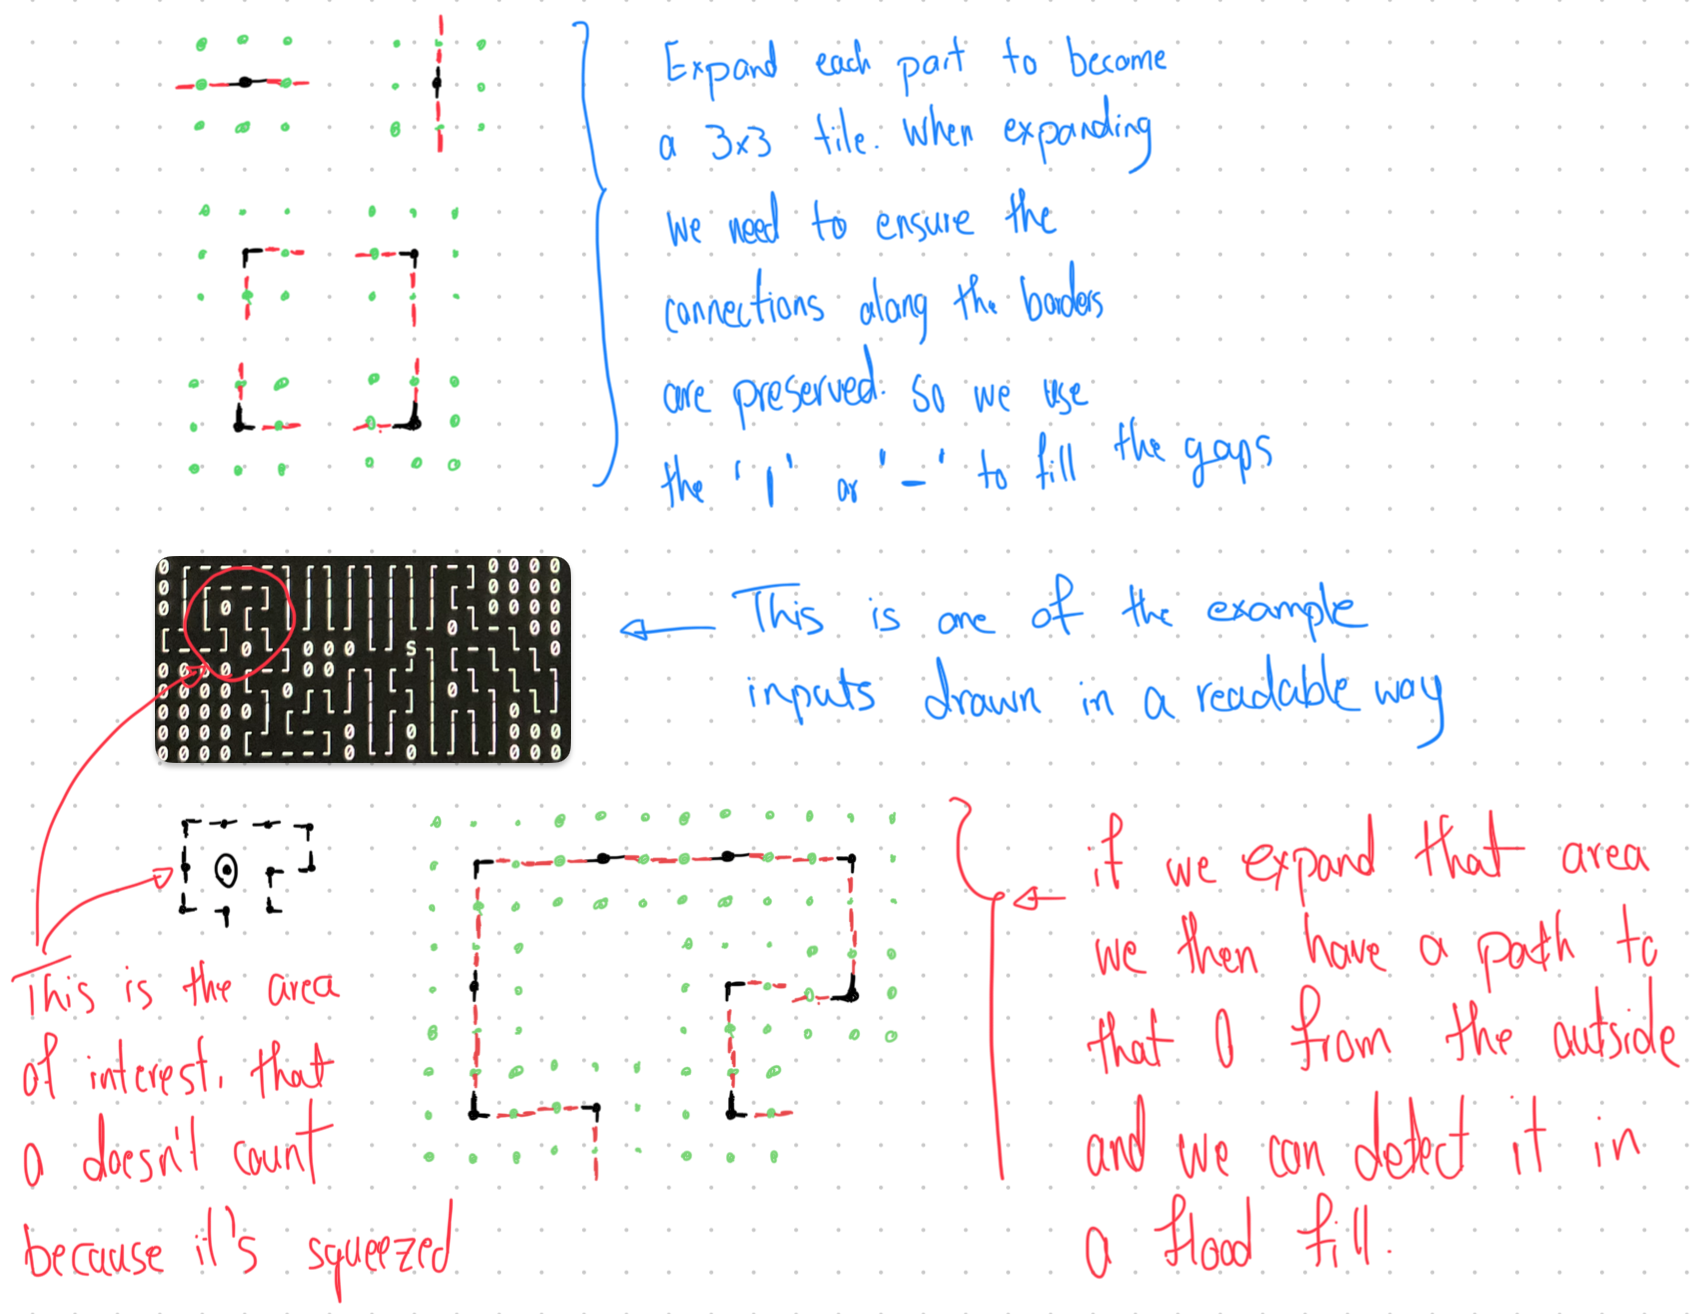 Expand each part to become
a 3x3 tile. When expanding
we need to ensure the
connections along the borders
are preserved. So we use
the '|' or '-' to fill the gaps
This is one of the example
inputs drawn in a readable way
This is the area
of interest, that
0 doesn't count
because it's squeezed
if we expand that area
we then have a path to
that 0 from the outside
and we can detect it in
a flood fill.